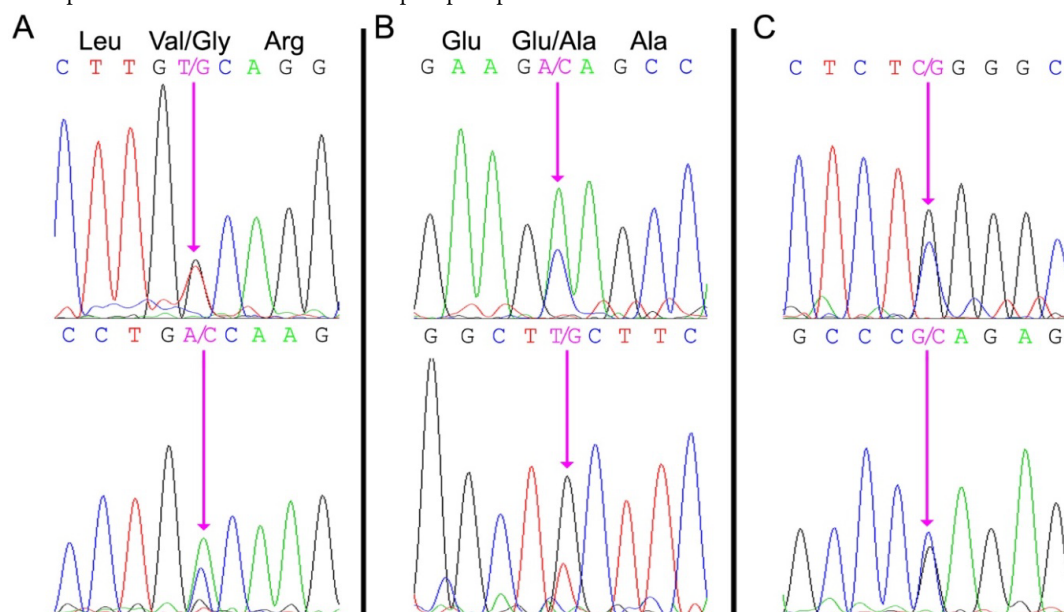 A B C
Leu Val/Gly Arg Glu Glu/Ala Ala
C T T G T/G C A G G G A A G A/C A G C C C T C T C/G G G G C
C C T G A/C C A A G G G C T T/G C T T C G C C C G/C A G A G